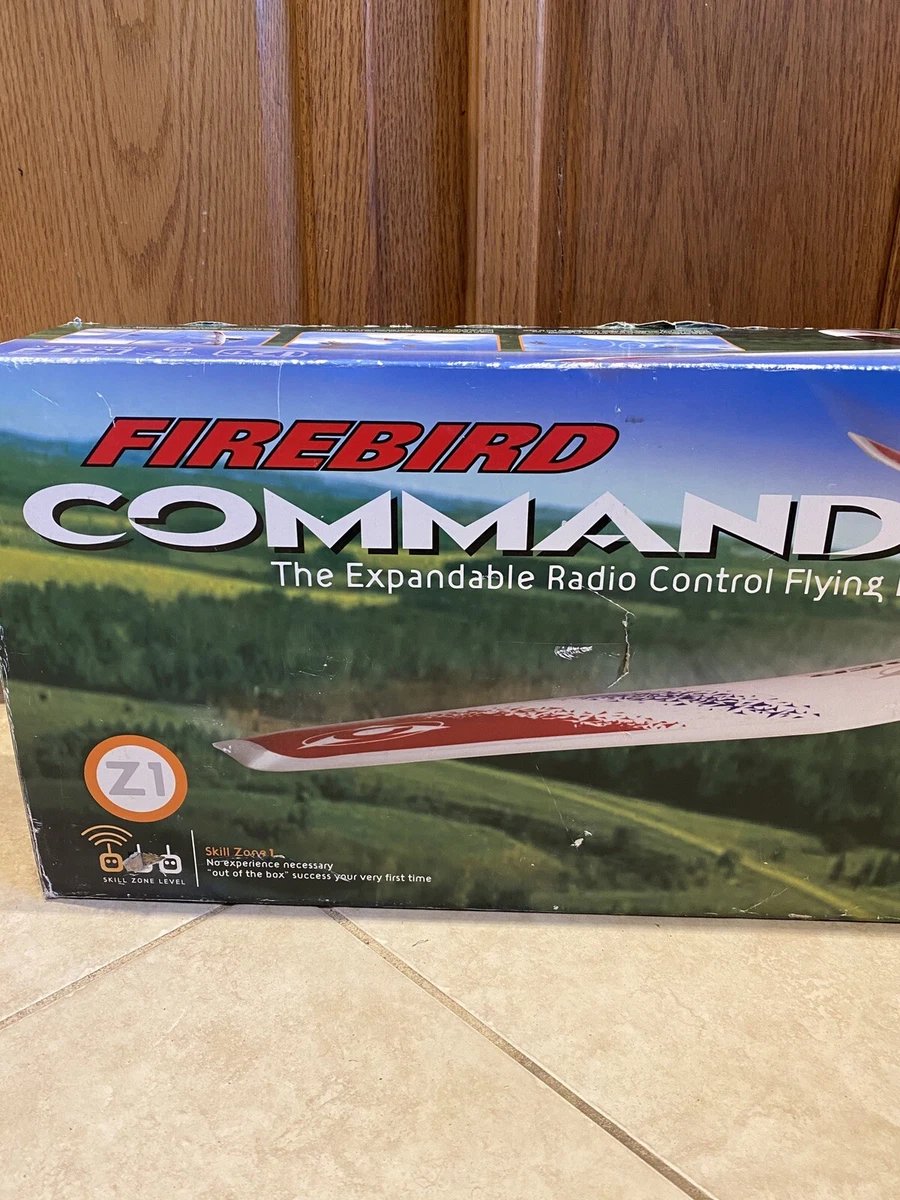 FIREBIRD
COMMAND
The Expandable Radio Control Flying
Z1
SKILL ZONE LEVEL
Skill Zone 1
No experience necessary
"out of the box" success your very first time